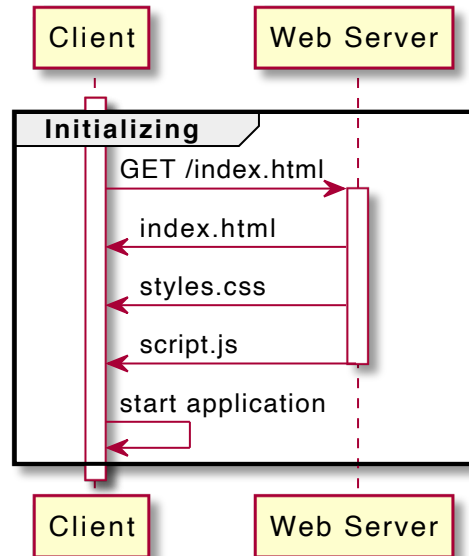 Client
Web Server
Initializing
GET /index.html
index.html
styles.css
script.js
start application
Client
Web Server